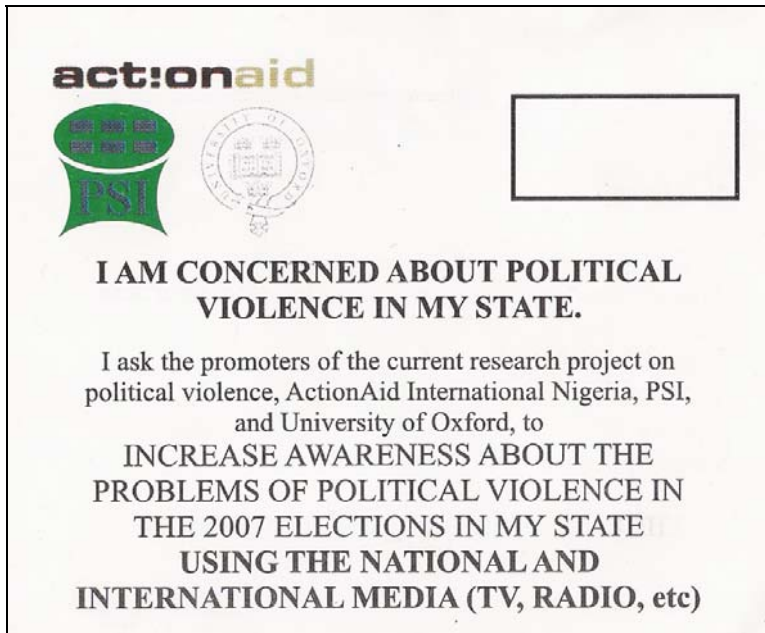 act!onaid
PSI
UNIVERSITY OF OXFORD
I AM CONCERNED ABOUT POLITICAL
VIOLENCE IN MY STATE.
I ask the promoters of the current research project on
political violence, ActionAid International Nigeria, PSI,
and University of Oxford, to
INCREASE AWARENESS ABOUT THE
PROBLEMS OF POLITICAL VIOLENCE IN
THE 2007 ELECTIONS IN MY STATE
USING THE NATIONAL AND
INTERNATIONAL MEDIA (TV, RADIO, etc)